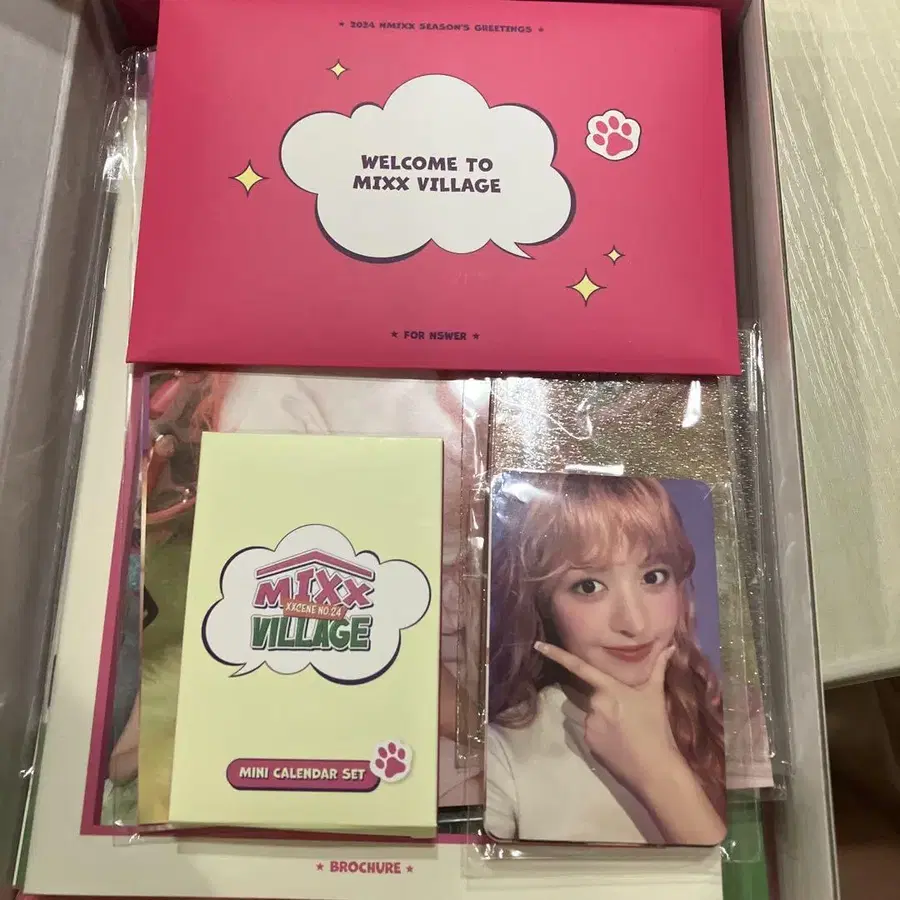 ★ 2024 NMIXX SEASON'S GREETINGS ★
WELCOME TO
MIXX VILLAGE
★ FOR NSWER ★
MIXX
XXCENE NO.24
VILLAGE
MINI CALENDAR SET
★ BROCHURE ★